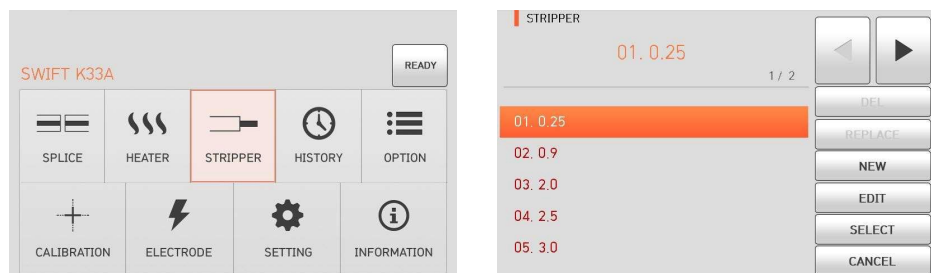 READY
SWIFT K33A
SPLICE
HEATER
STRIPPER
HISTORY
OPTION
CALIBRATION
ELECTRODE
SETTING
INFORMATION
STRIPPER
01. 0.25
1/ 2
01. 0.25
02. 0.9
03. 2.0
04. 2.5
05. 3.0
DEL
REPLACE
NEW
EDIT
SELECT
CANCEL